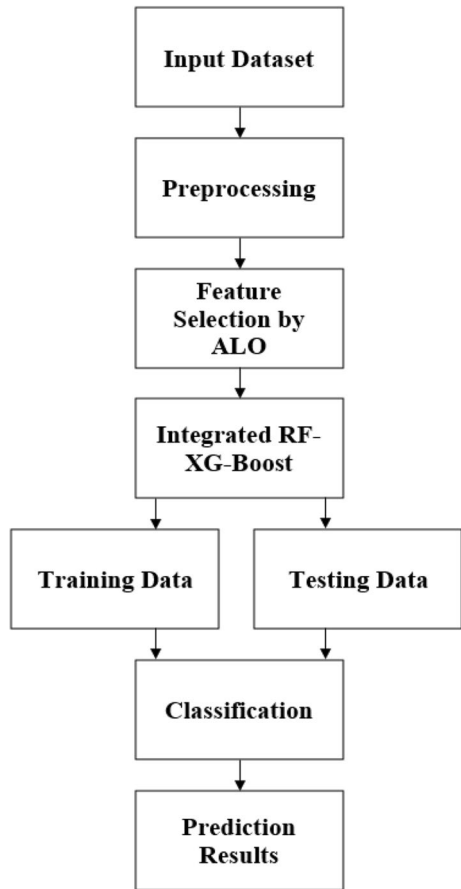 Input Dataset
Preprocessing
Feature
Selection by
ALO
Integrated RF-
XG-Boost
Training Data
Testing Data
Classification
Prediction
Results